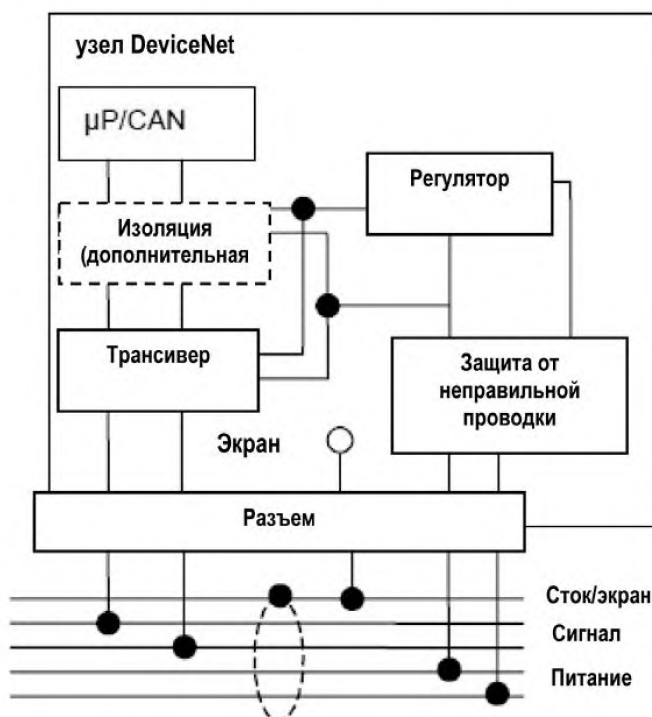 узел DeviceNet
µP/CAN
Регулятор
Изоляция
(дополнительная
Трансивер
Защита от
неправильной
проводки
Экран
Разъем
Сток/экран
Сигнал
Питание